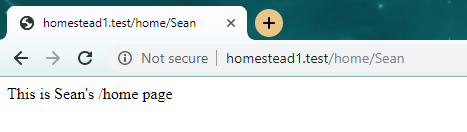 homestead1.test/home/Sean
Not secure | homestead1.test/home/Sean
This is Sean's /home page